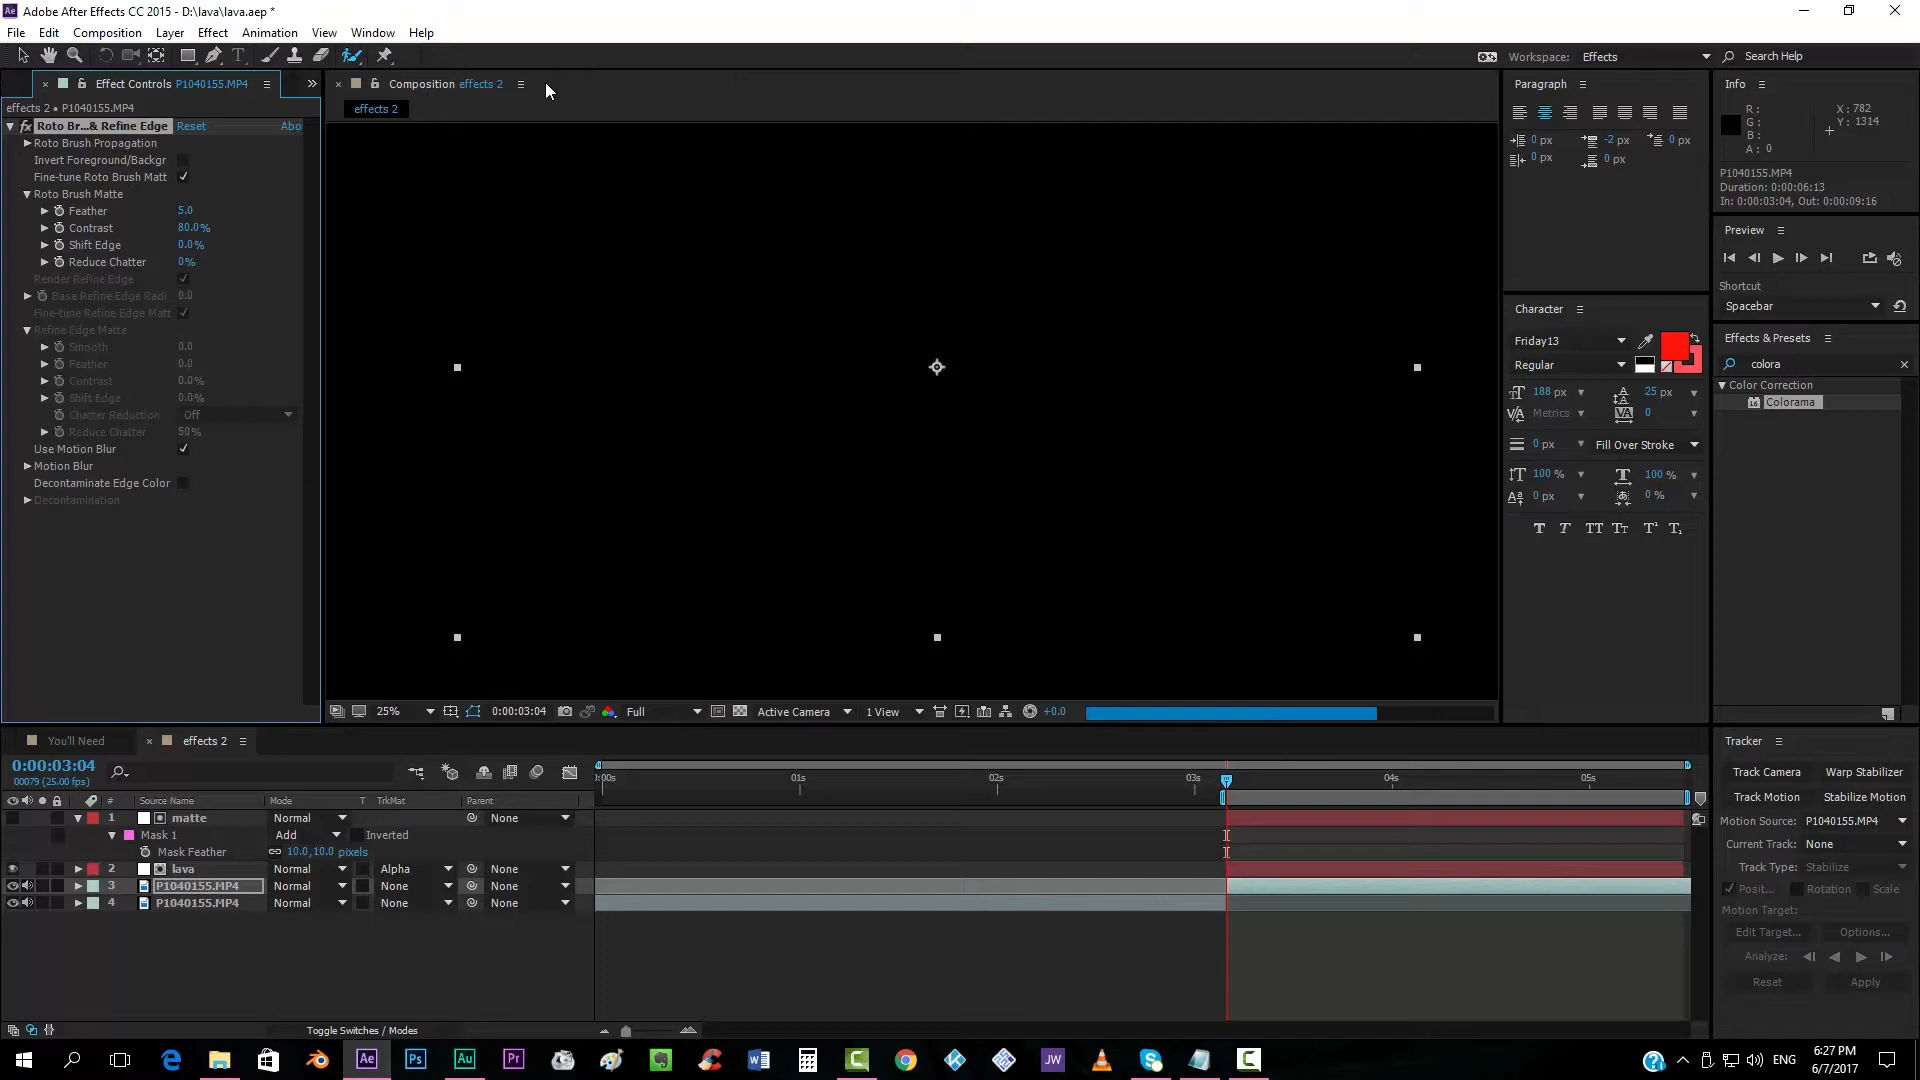 Adobe After Effects CC 2015 - D:\lava\lava.aep *
File Edit Composition Layer Effect Animation View Window Help
Workspace: Effects Search Help
Effect Controls P1040155.MP4
Composition effects 2
Paragraph
Info
effects 2 • P1040155.MP4
effects 2
Roto Br...& Refine Edge Reset Abo
Roto Brush Propagation
Invert Foreground/Backgr
Fine-tune Roto Brush Matt
Roto Brush Matte
Feather 5.0
Contrast 80.0%
Shift Edge 0.0%
Reduce Chatter 0%
Render Refine Edge
Base Refine Edge Radi 0.0
Fine-tune Refine Edge Matt
Refine Edge Matte
Smooth 0.0
Feather 0.0
Contrast 0.0%
Shift Edge 0.0%
Chatter Reduction Off
Reduce Chatter 50%
Use Motion Blur
Motion Blur
Decontaminate Edge Color
Decontamination
0 px -2 px 0 px
0 px 0 px
R:
G:
B:
A: 0
X: 782
Y: 1314
P1040155.MP4
Duration: 0:00:06:13
In: 0:00:03:04, Out: 0:00:09:16
Preview
Shortcut
Spacebar
Character
Friday13
Regular
188 px 25 px
Metrics 0
0 px Fill Over Stroke
100 % 100 %
0 px 0 %
T T TT Tt T¹ T₁
Effects & Presets
colora
Color Correction
Colorama
25% 0:00:03:04 Full Active Camera 1 View +0.0
You'll Need effects 2
0:00:03:04
00079 (25.00 fps)
# Source Name Mode T TrkMat Parent
:00s 01s 02s 03s 04s 05s
1 matte Normal None
Mask 1 Add Inverted
Mask Feather 10.0,10.0 pixels
2 lava Normal Alpha None
3 P1040155.MP4 Normal None None
4 P1040155.MP4 Normal None None
Toggle Switches / Modes
Tracker
Track Camera Warp Stabilizer
Track Motion Stabilize Motion
Motion Source: P1040155.MP4
Current Track: None
Track Type: Stabilize
Posit... Rotation Scale
Motion Target:
Edit Target... Options...
Analyze:
Reset Apply
Ae Ps Au Pr JW
ENG
6:27 PM
6/7/2017